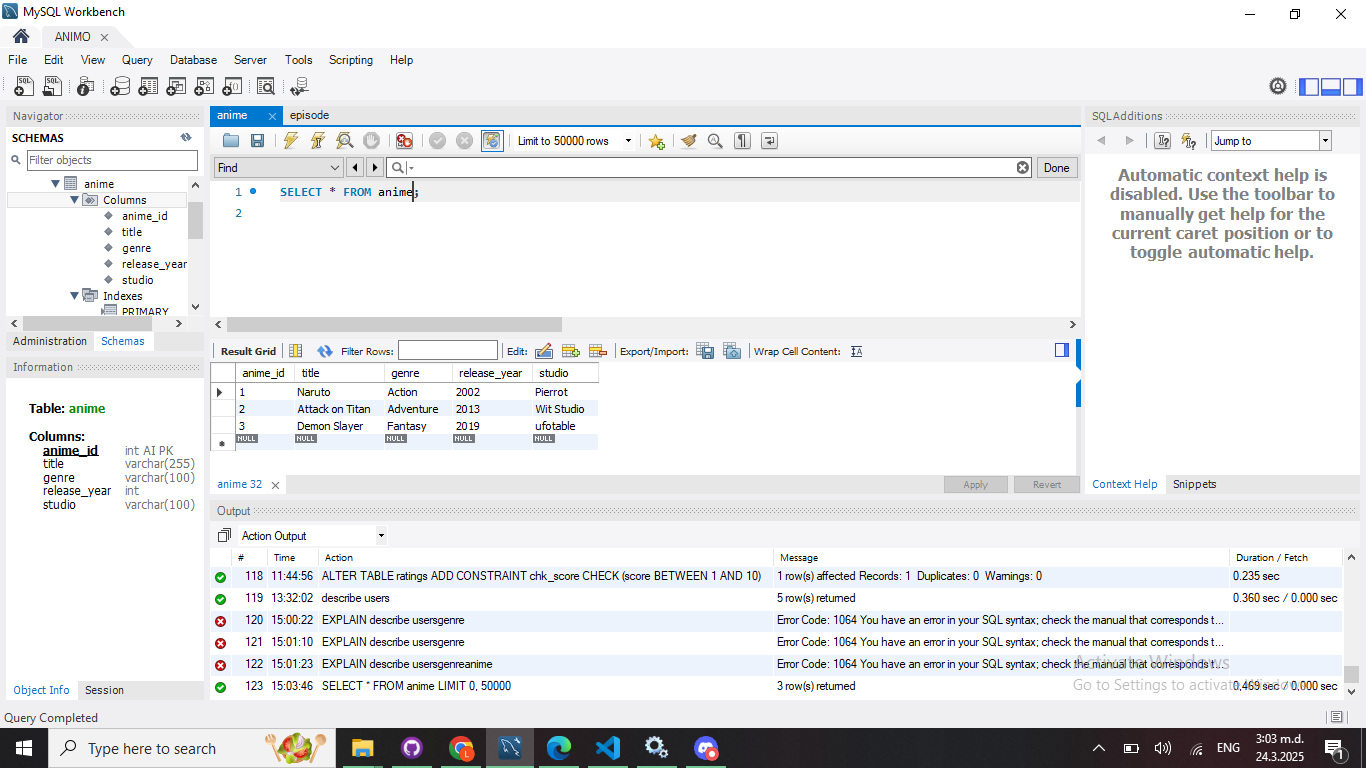 MySQL Workbench
ANIMO
File Edit View Query Database Server Tools Scripting Help
Navigator
SCHEMAS
Filter objects
anime
Columns
anime_id
title
genre
release_year
studio
Indexes
PRIMARY
Administration Schemas
Information
Table: anime
Columns:
anime_id int AI PK
title varchar(255)
genre varchar(100)
release_year int
studio varchar(100)
Object Info Session
anime episode
Limit to 50000 rows
Find Done
1 SELECT * FROM anime;
2
Result Grid Filter Rows: Edit: Export/Import: Wrap Cell Content:
anime_id title genre release_year studio
1 Naruto Action 2002 Pierrot
2 Attack on Titan Adventure 2013 Wit Studio
3 Demon Slayer Fantasy 2019 ufotable
NULL NULL NULL NULL NULL
anime 32 Apply Revert
SQLAdditions
Jump to
Automatic context help is
disabled. Use the toolbar to
manually get help for the
current caret position or to
toggle automatic help.
Context Help Snippets
Output
Action Output
# Time Action Message Duration / Fetch
118 11:44:56 ALTER TABLE ratings ADD CONSTRAINT chk_score CHECK (score BETWEEN 1 AND 10) 1 row(s) affected Records: 1 Duplicates: 0 Warnings: 0 0.235 sec
119 13:32:02 describe users 5 row(s) returned 0.360 sec / 0.000 sec
120 15:00:22 EXPLAIN describe usersgenre Error Code: 1064 You have an error in your SQL syntax; check the manual that corresponds t...
121 15:01:10 EXPLAIN describe usersgenre Error Code: 1064 You have an error in your SQL syntax; check the manual that corresponds t...
122 15:01:23 EXPLAIN describe usersgenreanime Error Code: 1064 You have an error in your SQL syntax; check the manual that corresponds t...
123 15:03:46 SELECT * FROM anime LIMIT 0, 50000 3 row(s) returned 0.469 sec / 0.000 sec
Activate Windows
Go to Settings to activate Windows.
Query Completed
Type here to search
ENG
3:03 m.d.
24.3.2025
1